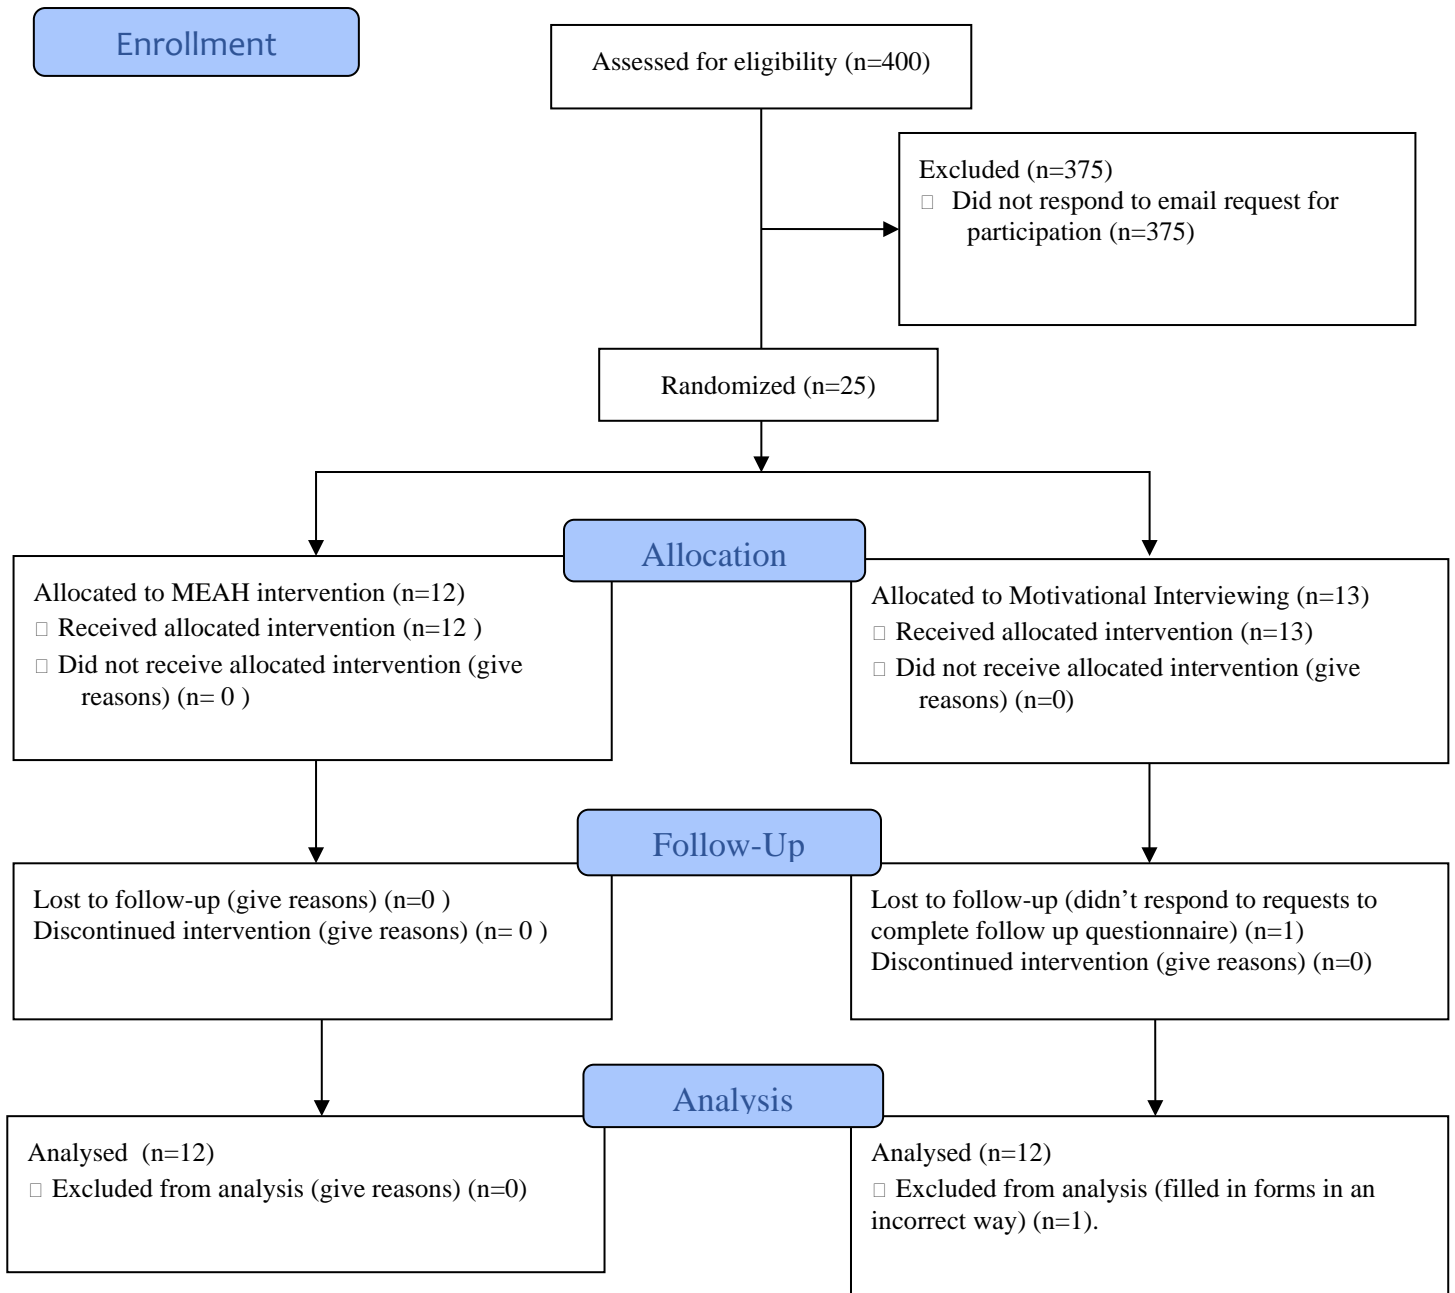 Enrollment
Assessed for eligibility (n=400)
Excluded (n=375)
□ Did not respond to email request for
participation (n=375)
Randomized (n=25)
Allocation
Allocated to MEAH intervention (n=12)
□ Received allocated intervention (n=12 )
□ Did not receive allocated intervention (give
reasons) (n= 0 )
Allocated to Motivational Interviewing (n=13)
□ Received allocated intervention (n=13)
□ Did not receive allocated intervention (give
reasons) (n=0)
Follow-Up
Lost to follow-up (give reasons) (n=0 )
Discontinued intervention (give reasons) (n= 0 )
Lost to follow-up (didn’t respond to requests to
complete follow up questionnaire) (n=1)
Discontinued intervention (give reasons) (n=0)
Analysis
Analysed  (n=12)
□ Excluded from analysis (give reasons) (n=0)
Analysed (n=12)
□ Excluded from analysis (filled in forms in an
incorrect way) (n=1).